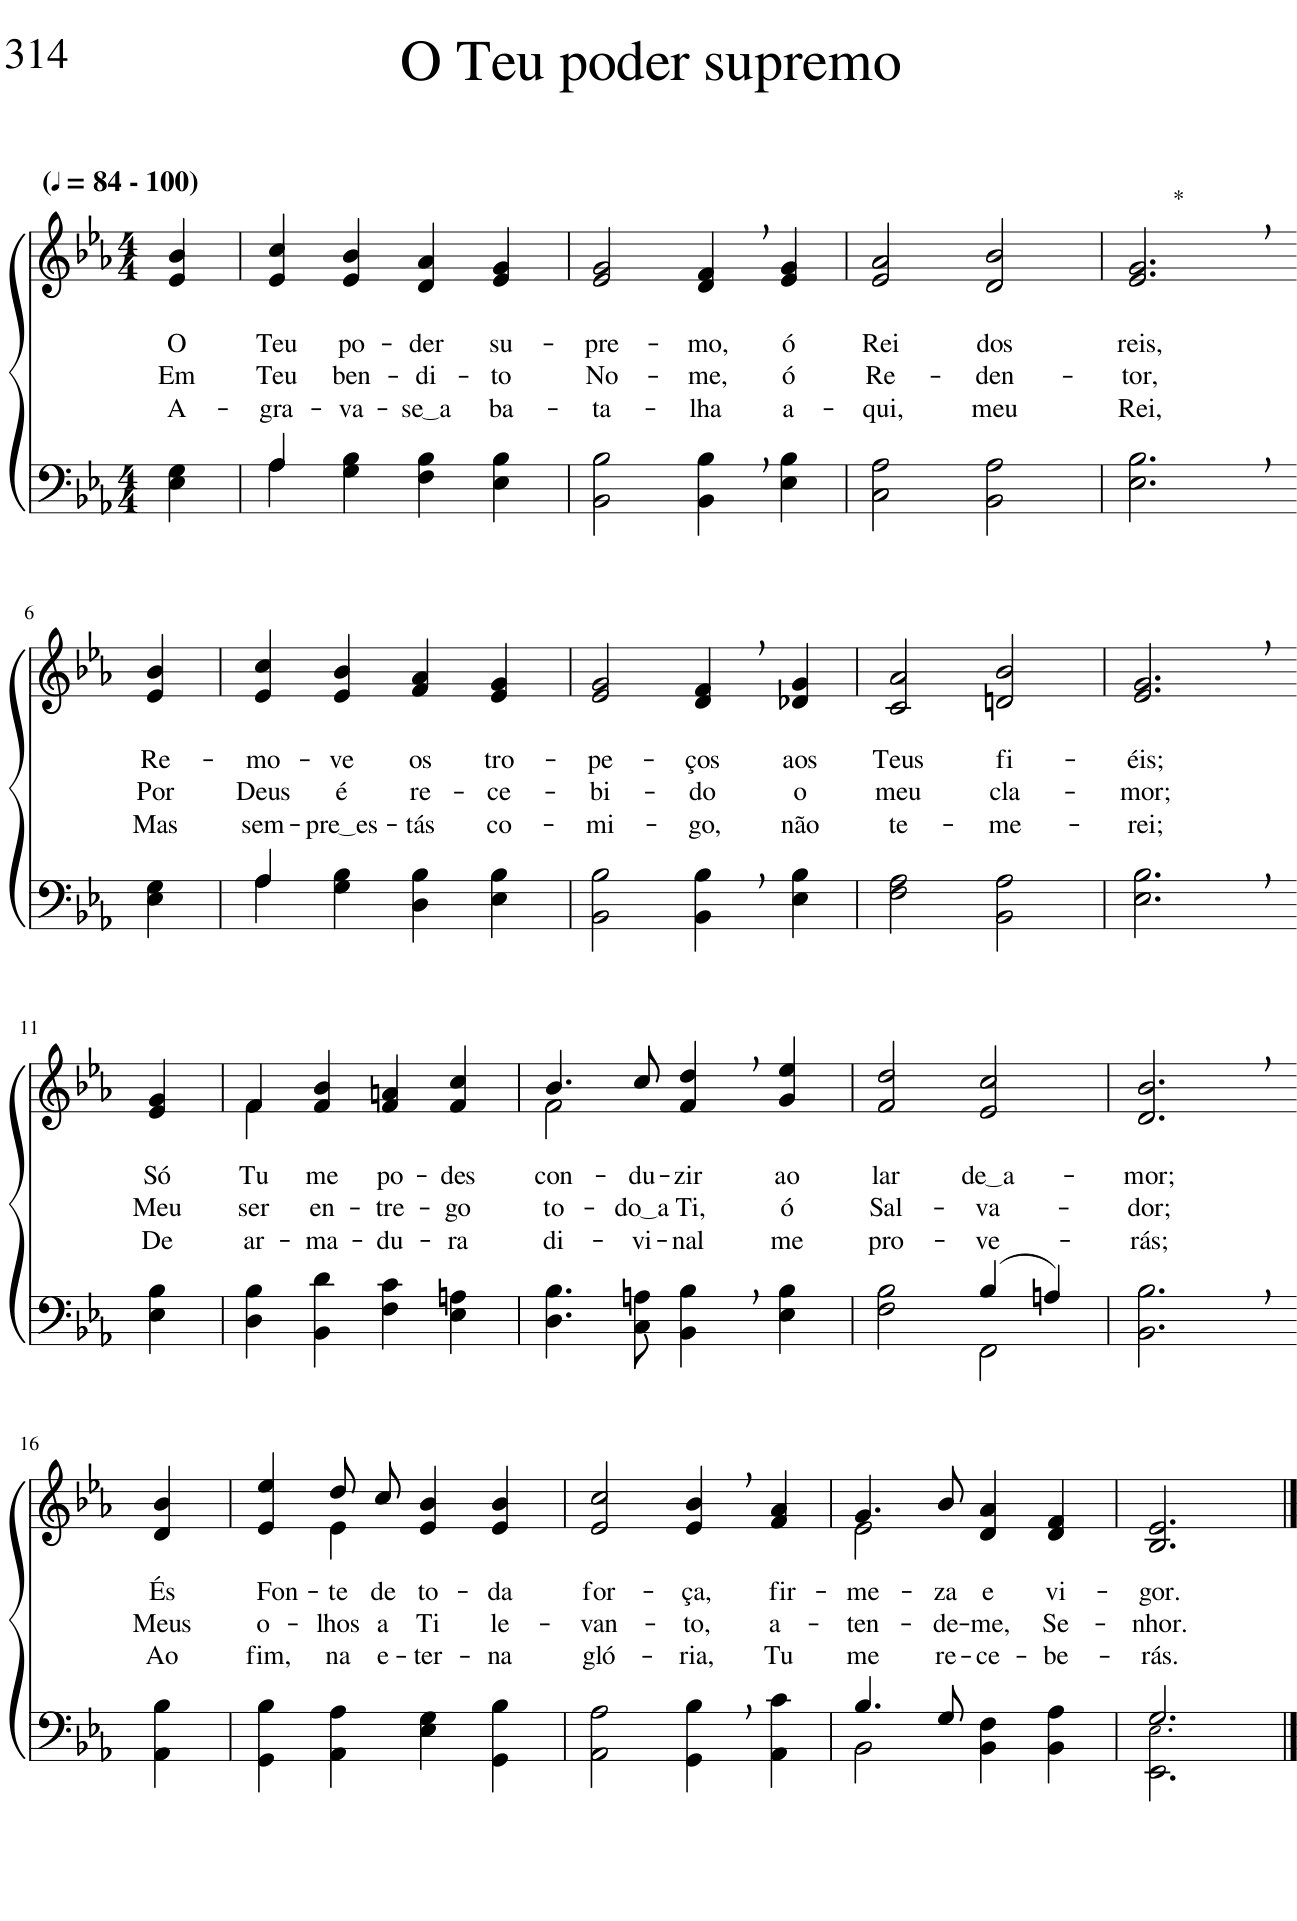 314
O Teu poder supremo
(♩ = 84 - 100)
*
O Teu po - der su - pre - mo, ó Rei dos reis,
Em Teu ben - di - to No - me, ó Re - den - tor,
A - gra - va - se‿a ba - ta - lha a - qui, meu Rei,
6
Re - mo - ve os tro - pe - ços aos Teus fi - éis;
Por Deus é re - ce - bi - do o meu cla - mor;
Mas sem - pre‿es - tás co - mi - go, não te - me - rei;
11
Só Tu me po - des con - du - zir ao lar de‿a - mor;
Meu ser en - tre - go to - do‿a Ti, ó Sal - va - dor;
De ar - ma - du - ra di - vi - nal me pro - ve - rás;
16
És Fon - te de to - da for - ça, fir - me - za e vi - gor.
Meus o - lhos a Ti le - van - to, a - ten - de - me, Se - nhor.
Ao fim, na e - ter - na gló - ria, Tu me re - ce - be - rás.